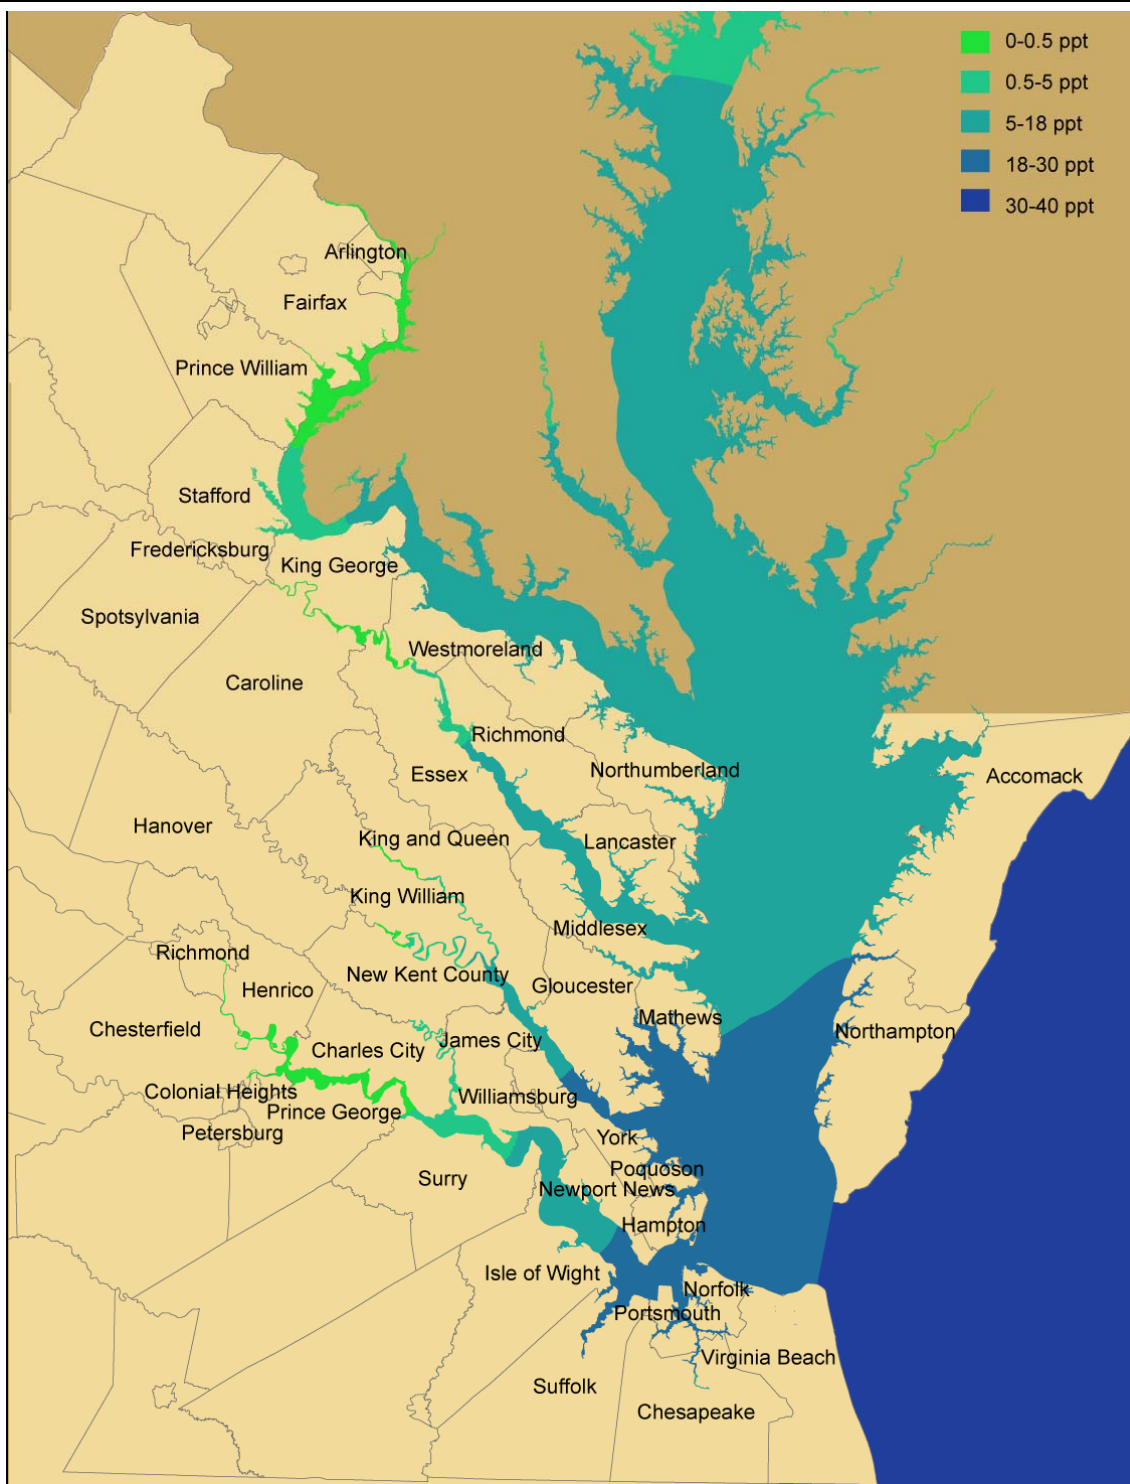 0-0.5 ppt
0.5-5 ppt
5-18 ppt
18-30 ppt
30-40 ppt
Arlington
Fairfax
Prince William
Stafford
Fredericksburg
King George
Spotsylvania
Westmoreland
Caroline
Richmond
Northumberland
Essex
Accomack
Hanover
King and Queen
Lancaster
King William
Middlesex
Richmond
New Kent County
Henrico
Gloucester
Mathews
Chesterfield
Northampton
James City
Charles City
Colonial Heights
Williamsburg
Prince George
Petersburg
York
Poquoson
Surry
Newport News
Hampton
Isle of Wight
Norfolk
Portsmouth
Virginia Beach
Suffolk
Chesapeake